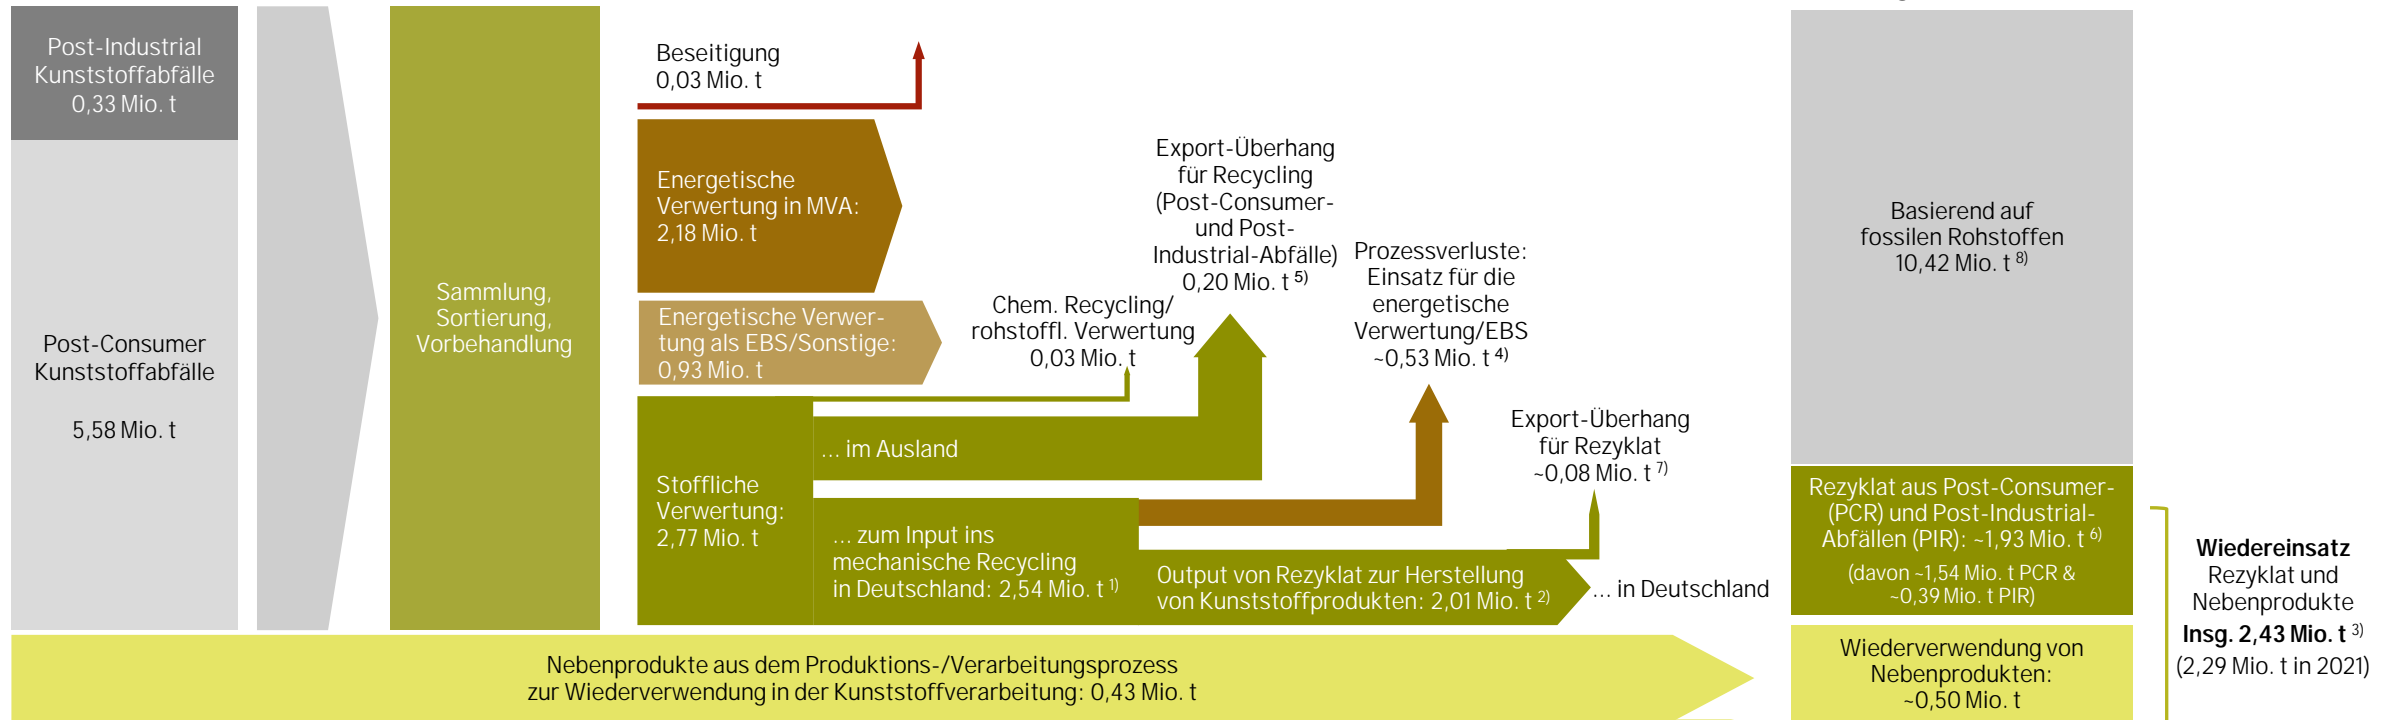 Post-Industrial
Kunststoffabfälle
0,33 Mio. t
Post-Consumer
Kunststoffabfälle
5,58 Mio. t
Sammlung,
Sortierung,
Vorbehandlung
Beseitigung
0,03 Mio. t
Energetische
Verwertung in MVA:
2,18 Mio. t
Energetische Verwer-
tung als EBS/Sonstige:
0,93 Mio. t
Stoffliche
Verwertung:
2,77 Mio. t
Chem. Recycling/
rohstoffl. Verwertung
0,03 Mio. t
Export-Überhang
für Recycling
(Post-Consumer-
und Post-
Industrial-Abfälle)
0,20 Mio. t 5)
... im Ausland
Prozessverluste:
Einsatz für die
energetische
Verwertung/EBS
~0,53 Mio. t 4)
... zum Input ins
mechanische Recycling
in Deutschland: 2,54 Mio. t 1)
Export-Überhang
für Rezyklat
~0,08 Mio. t 7)
Output von Rezyklat zur Herstellung
von Kunststoffprodukten: 2,01 Mio. t 2)
... in Deutschland
Nebenprodukte aus dem Produktions-/Verarbeitungsprozess
zur Wiederverwendung in der Kunststoffverarbeitung: 0,43 Mio. t
Basierend auf
fossilen Rohstoffen
10,42 Mio. t 8)
Rezyklat aus Post-Consumer-
(PCR) und Post-Industrial-
Abfällen (PIR): ~1,93 Mio. t 6)
(davon ~1,54 Mio. t PCR &
~0,39 Mio. t PIR)
Wiederverwendung von
Nebenprodukten:
~0,50 Mio. t
Wiedereinsatz
Rezyklat und
Nebenprodukte
Insg. 2,43 Mio. t 3)
(2,29 Mio. t in 2021)